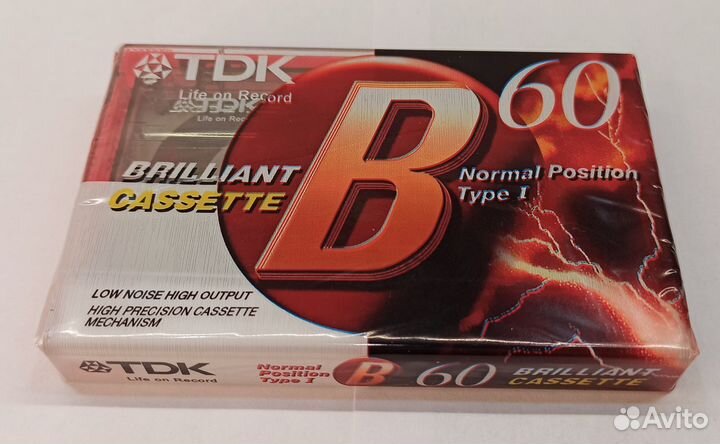 TDK
Life on Record
TDK
Life on Rec
BRILLIANT
CASSETTE
B
60
Normal Position
Type I
LOW NOISE HIGH OUTPUT
HIGH PRECISION CASSETTE
MECHANISM
TDK
Life on Record
Normal
Position
Type I
B
60
BRILLIANT
CASSETTE
Avito